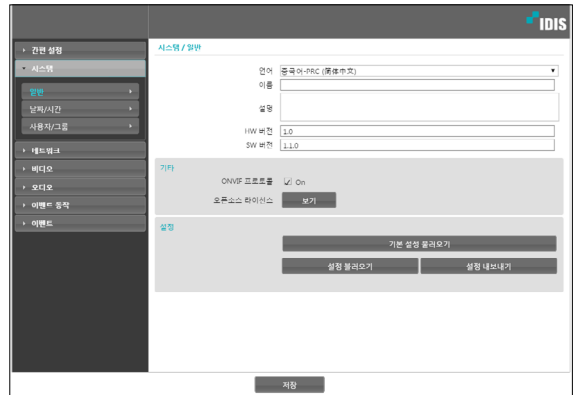 IDIS
간편 설정
시스템
일반
날짜/시간
사용자/그룹
네트워크
비디오
오디오
이벤트 동작
이벤트
시스템 / 일반
언어 중국어-PRC (简体中文)
이름
설명
HW 버전 1.0
SW 버전 1.1.0
기타
ONVIF 프로토콜 On
오픈소스 라이선스 보기
설정
기본 설정 불러오기
설정 불러오기 설정 내보내기
저장